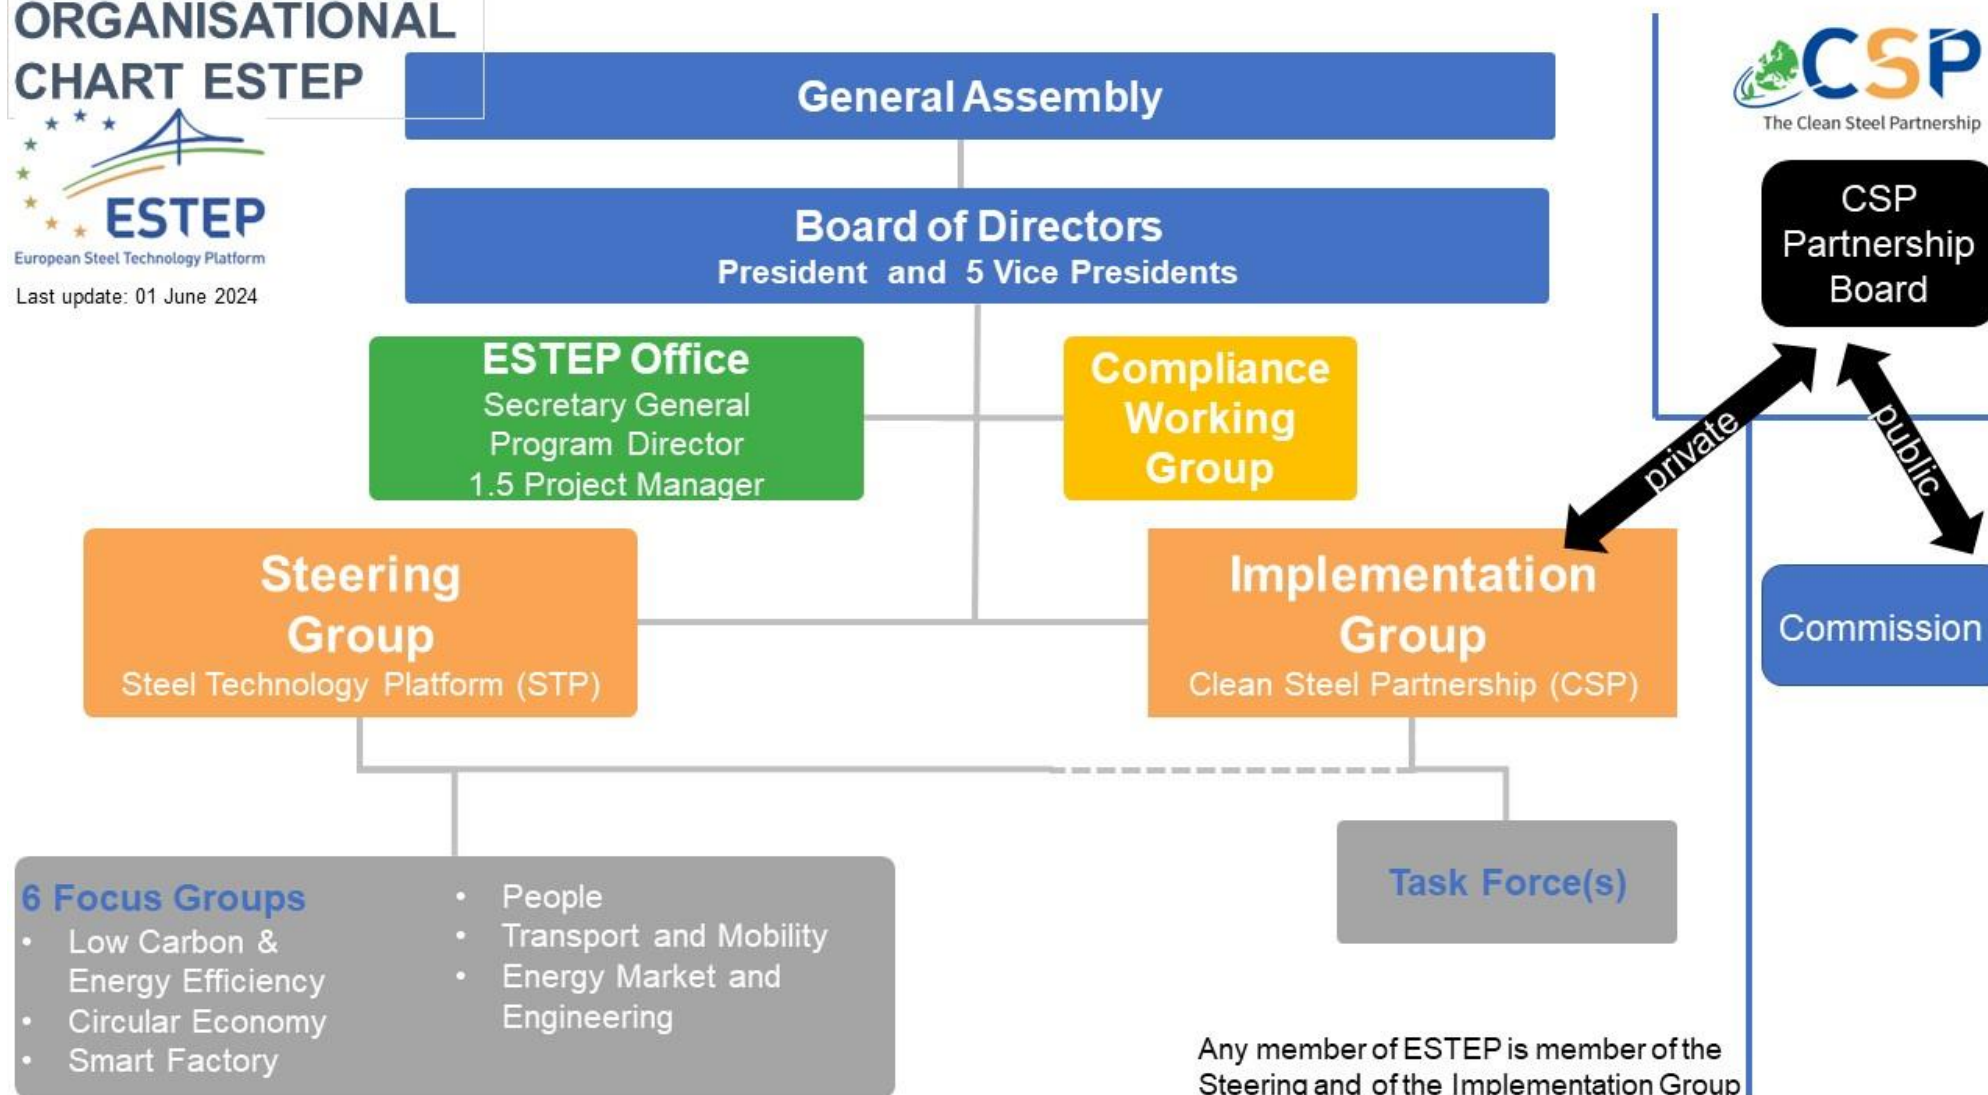 ORGANISATIONAL
CHART ESTEP
ESTEP
European Steel Technology Platform
Last update: 01 June 2024
General Assembly
Board of Directors
President and 5 Vice Presidents
ESTEP Office
Secretary General
Program Director
1.5 Project Manager
Compliance
Working
Group
Steering
Group
Steel Technology Platform (STP)
Implementation
Group
Clean Steel Partnership (CSP)
6 Focus Groups
• Low Carbon &
Energy Efficiency
• Circular Economy
• Smart Factory
• People
• Transport and Mobility
• Energy Market and
Engineering
Task Force(s)
Any member of ESTEP is member of the
Steering and of the Implementation Group
CSP
The Clean Steel Partnership
CSP
Partnership
Board
private
public
Commission